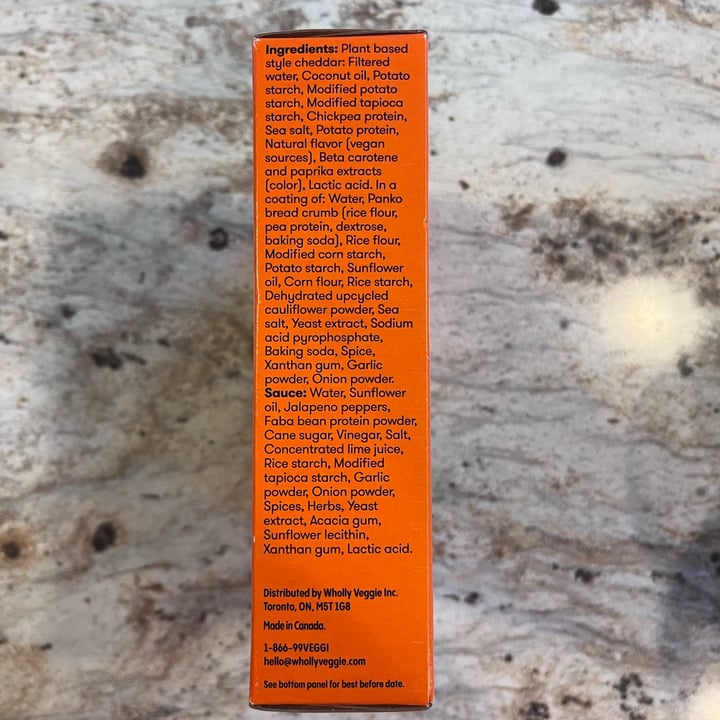 Ingredients: Plant based
style cheddar: Filtered
water, Coconut oil, Potato
starch, Modified potato
starch, Modified tapioca
starch, Chickpea protein,
Sea salt, Potato protein,
Natural flavor (vegan
sources), Beta carotene
and paprika extracts
(color), Lactic acid. In a
coating of: Water, Panko
bread crumb (rice flour,
pea protein, dextrose,
baking soda), Rice flour,
Modified corn starch,
Potato starch, Sunflower
oil, Corn flour, Rice starch,
Dehydrated upcycled
cauliflower powder, Sea
salt, Yeast extract, Sodium
acid pyrophosphate,
Baking soda, Spice,
Xanthan gum, Garlic
powder, Onion powder.
Sauce: Water, Sunflower
oil, Jalapeno peppers,
Faba bean protein powder,
Cane sugar, Vinegar, Salt,
Concentrated lime juice,
Rice starch, Modified
tapioca starch, Garlic
powder, Onion powder,
Spices, Herbs, Yeast
extract, Acacia gum,
Sunflower lecithin,
Xanthan gum, Lactic acid.
Distributed by Wholly Veggie Inc.
Toronto, ON, M5T 1G8
Made in Canada.
1-866-99VEGGI
hello@whollyveggie.com
See bottom panel for best before date.